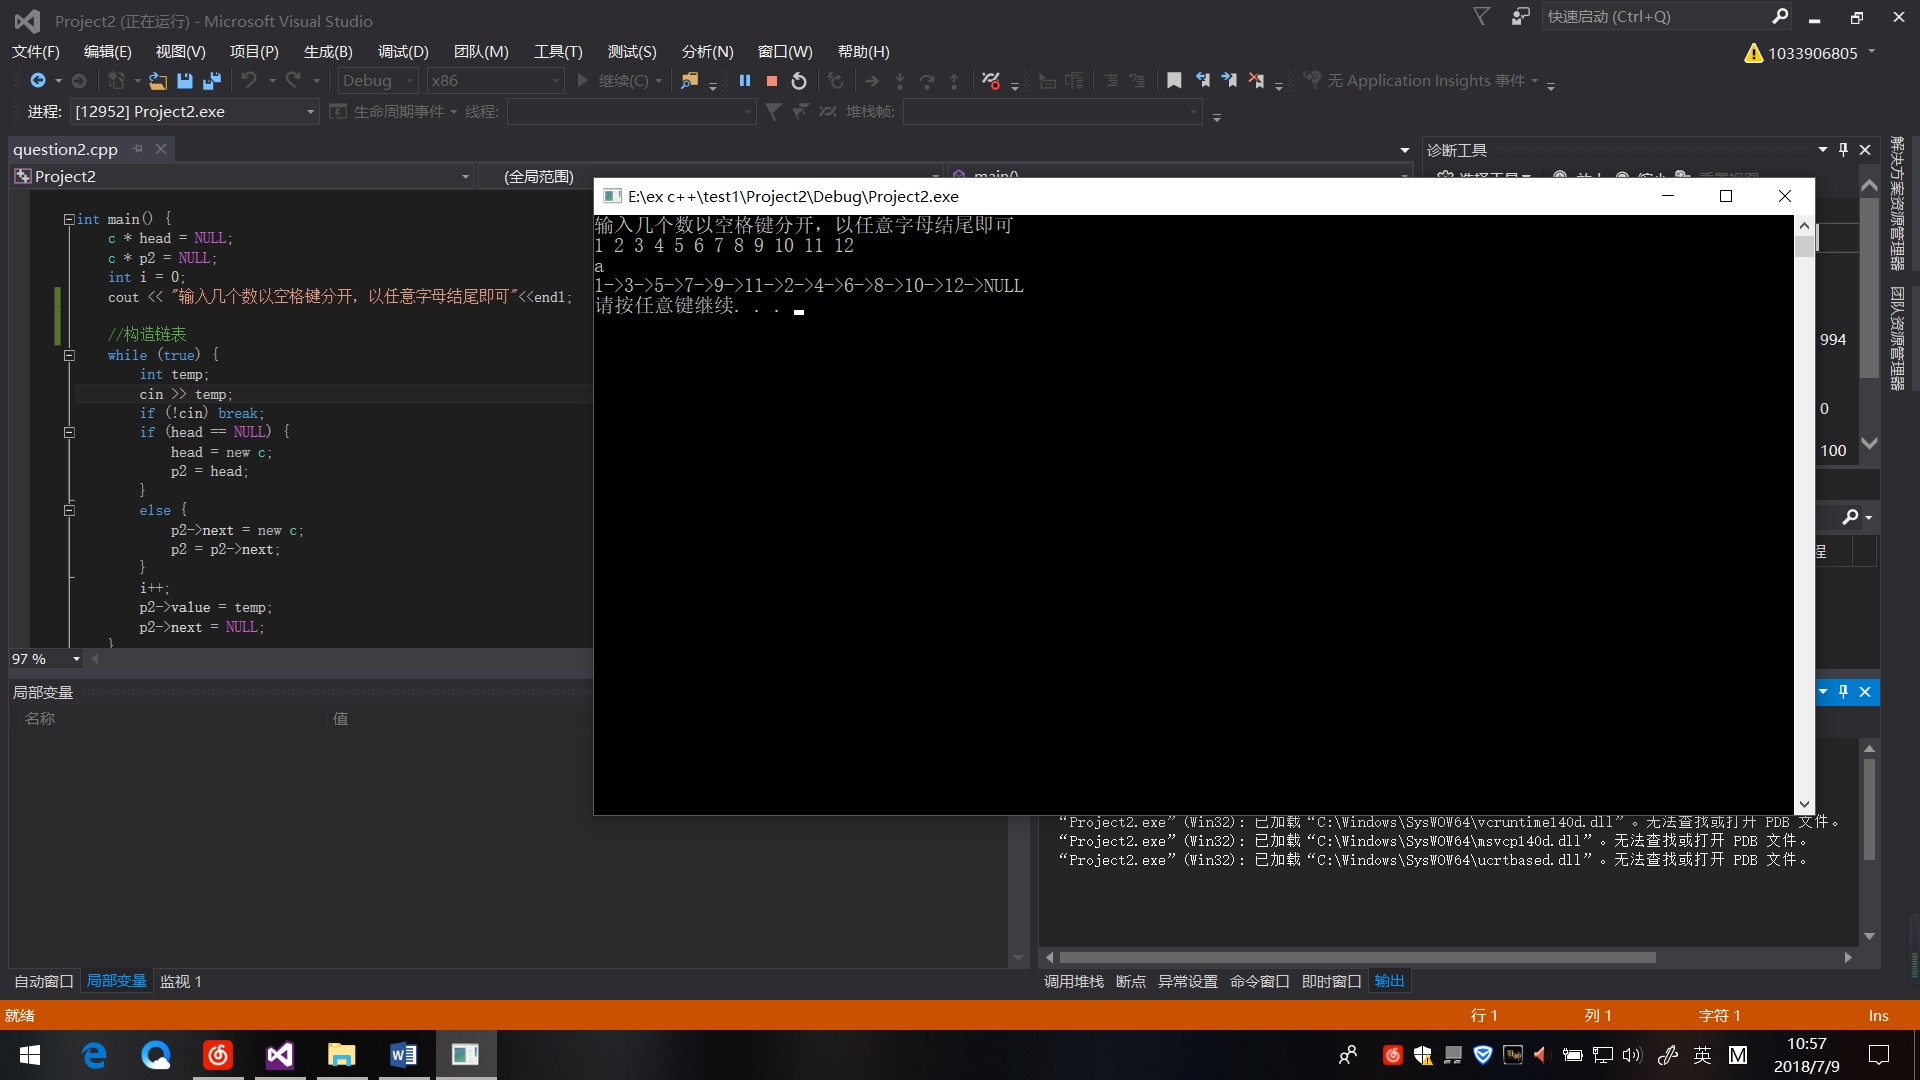 Project2 (正在运行) - Microsoft Visual Studio
快速启动 (Ctrl+Q)
文件(F) 编辑(E) 视图(V) 项目(P) 生成(B) 调试(D) 团队(M) 工具(T) 测试(S) 分析(N) 窗口(W) 帮助(H)
1033906805
Debug x86 继续(C) 无 Application Insights 事件
进程: [12952] Project2.exe 生命周期事件 线程: 堆栈帧:
question2.cpp
诊断工具
Project2 (全局范围) main()
E:\ex c++\test1\Project2\Debug\Project2.exe
输入几个数以空格键分开，以任意字母结尾即可
1 2 3 4 5 6 7 8 9 10 11 12
a
1->3->5->7->9->11->2->4->6->8->10->12->NULL
请按任意键继续. . .
int main() {
c * head = NULL;
c * p2 = NULL;
int i = 0;
cout << "输入几个数以空格键分开，以任意字母结尾即可"<<endl;
//构造链表
while (true) {
int temp;
cin >> temp;
if (!cin) break;
if (head == NULL) {
head = new c;
p2 = head;
}
else {
p2->next = new c;
p2 = p2->next;
}
i++;
p2->value = temp;
p2->next = NULL;
}
994
0
100
程
解决方案资源管理器
团队资源管理器
97 %
局部变量
名称 值
“Project2.exe” (Win32): 已加载“C:\Windows\SysWOW64\vcruntime140d.dll”。无法查找或打开 PDB 文件。
“Project2.exe” (Win32): 已加载“C:\Windows\SysWOW64\msvcp140d.dll”。无法查找或打开 PDB 文件。
“Project2.exe” (Win32): 已加载“C:\Windows\SysWOW64\ucrtbased.dll”。无法查找或打开 PDB 文件。
自动窗口 局部变量 监视 1
调用堆栈 断点 异常设置 命令窗口 即时窗口 输出
就绪 行 1 列 1 字符 1 Ins
英 M
10:57
2018/7/9